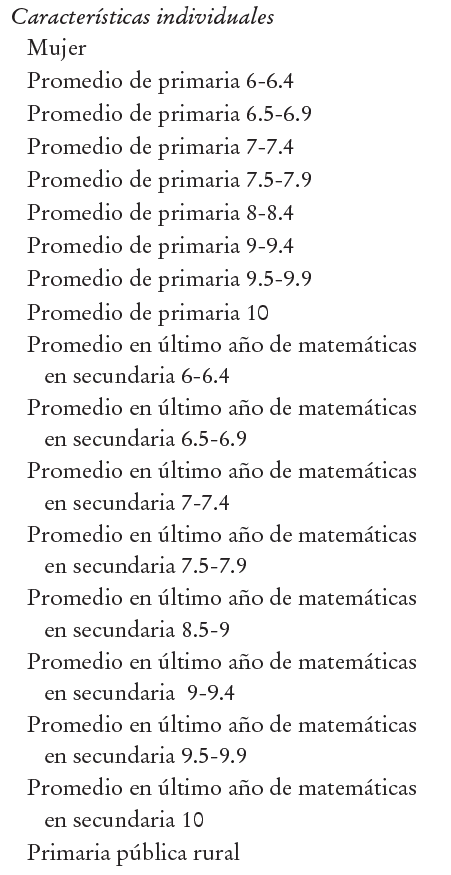 Características individuales
Mujer
Promedio de primaria 6-6.4
Promedio de primaria 6.5-6.9
Promedio de primaria 7-7.4
Promedio de primaria 7.5-7.9
Promedio de primaria 8-8.4
Promedio de primaria 9-9.4
Promedio de primaria 9.5-9.9
Promedio de primaria 10
Promedio en último año de matemáticas
en secundaria 6-6.4
Promedio en último año de matemáticas
en secundaria 6.5-6.9
Promedio en último año de matemáticas
en secundaria 7-7.4
Promedio en último año de matemáticas
en secundaria 7.5-7.9
Promedio en último año de matemáticas
en secundaria 8.5-9
Promedio en último año de matemáticas
en secundaria 9-9.4
Promedio en último año de matemáticas
en secundaria 9.5-9.9
Promedio en último año de matemáticas
en secundaria 10
Primaria pública rural